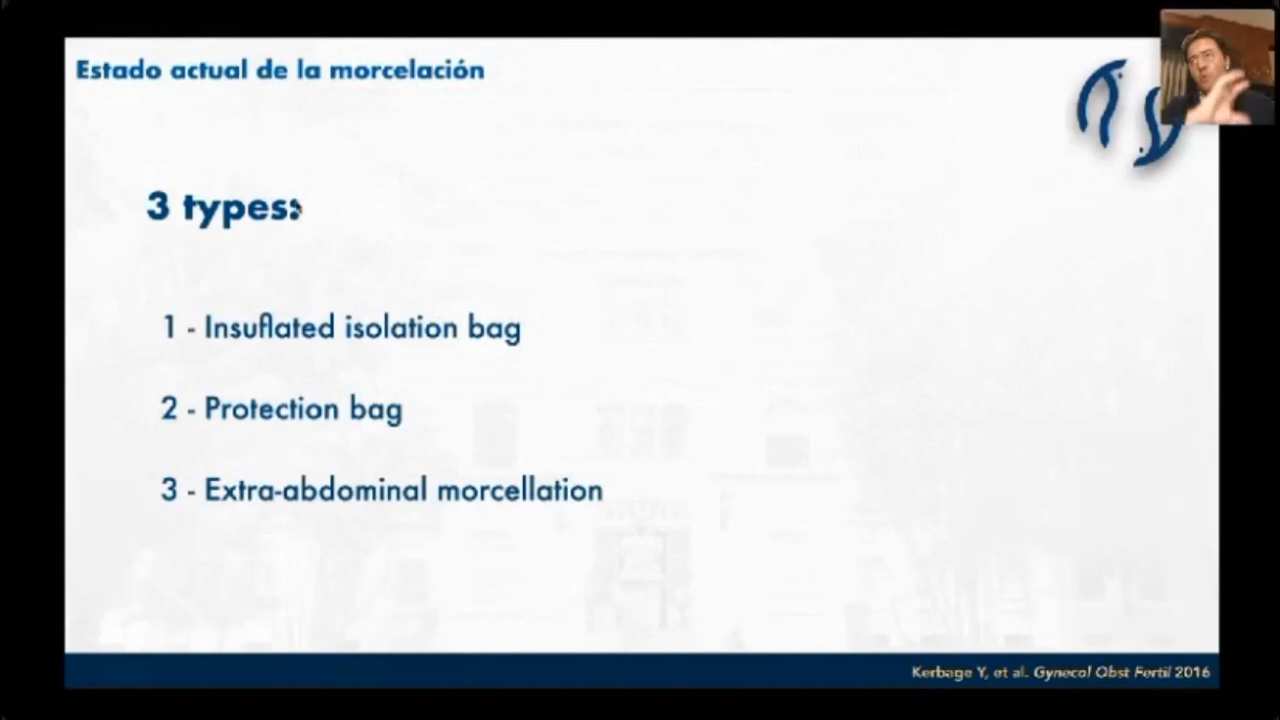 Estado actual de la morcelación
3 types:
1 - Insuflated isolation bag
2 - Protection bag
3 - Extra-abdominal morcellation
Kerbage Y, et al. Gynecol Obst Fertil 2016